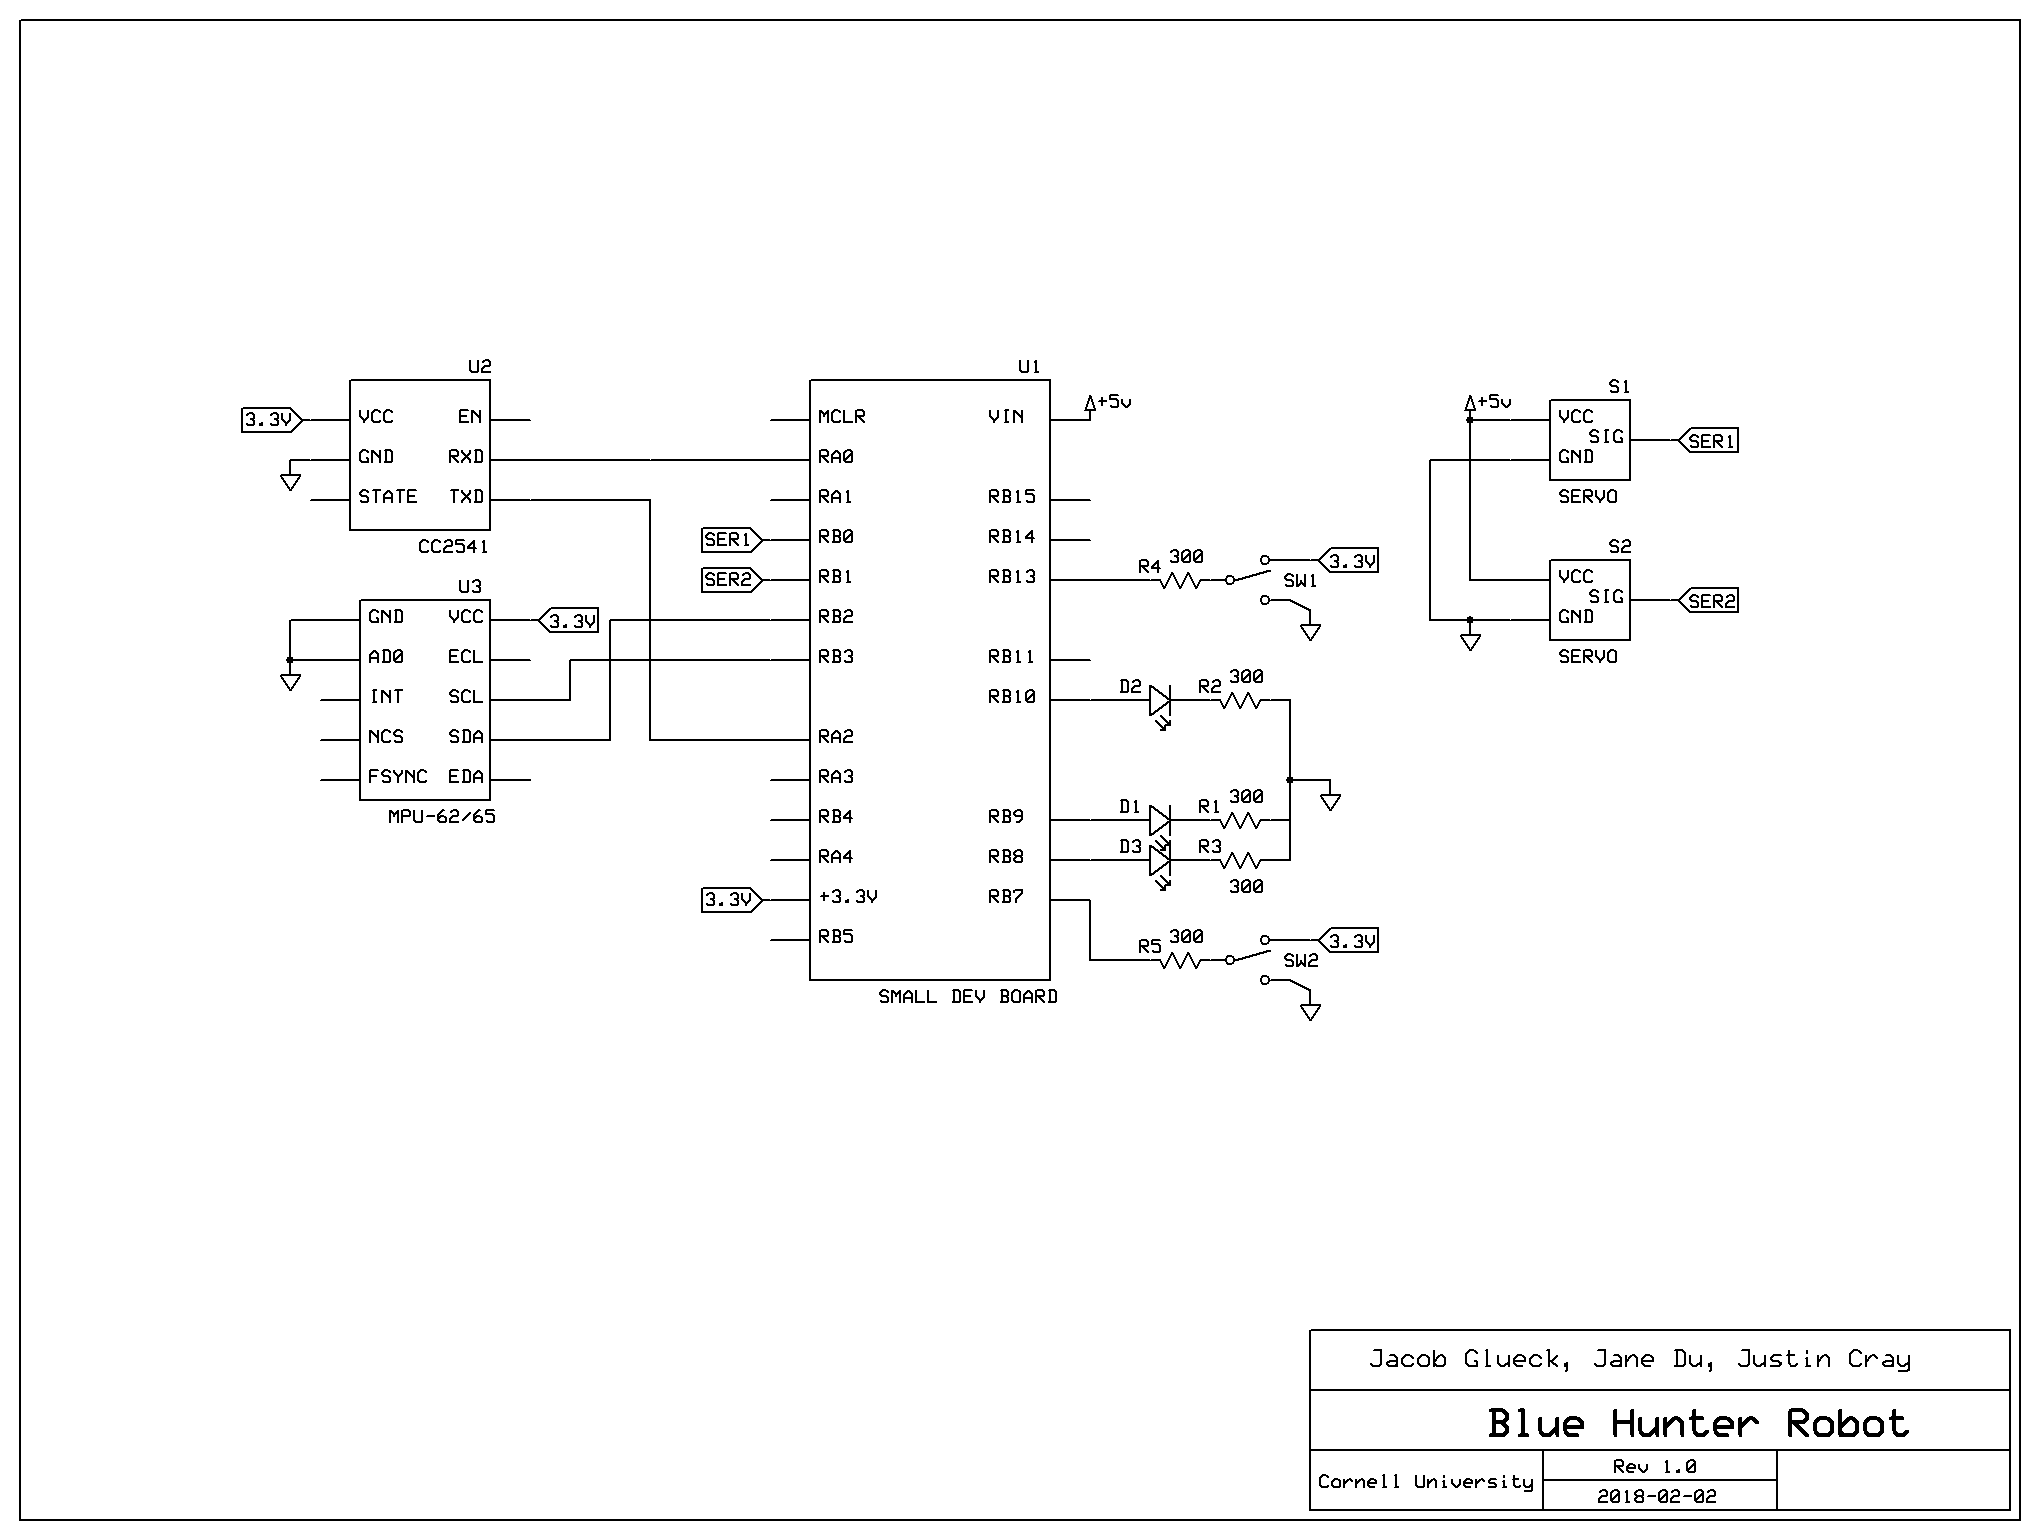 U2
3.3V
VCC EN
GND RXD
STATE TXD
CC2541
U3
GND VCC
3.3V
AD0 ECL
INT SCL
NCS SDA
FSYNC EDA
MPU-62/65
U1
MCLR VIN
+5v
RA0
RA1 RB15
SER1
RB0 RB14
SER2
RB1 RB13
RB2
RB3 RB11
RB10
RA2
RA3
RB4 RB9
RA4 RB8
3.3V
+3.3V RB7
RB5
SMALL DEV BOARD
R4 300
SW1
3.3V
D2 R2 300
D1 R1 300
D3 R3
300
R5 300
SW2
3.3V
S1
+5v
VCC
SIG
SER1
GND
SERVO
S2
VCC
SIG
SER2
GND
SERVO
Jacob Glueck, Jane Du, Justin Cray
Blue Hunter Robot
Cornell University
Rev 1.0
2018-02-02